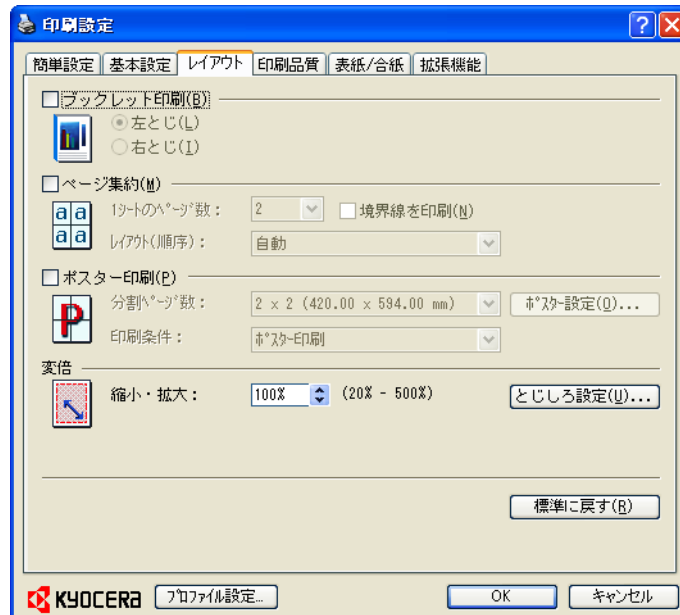 印刷設定
簡単設定 基本設定 レイアウト 印刷品質 表紙/合紙 拡張機能
ブックレット印刷(B)
左とじ(L)
右とじ(I)
ページ集約(M)
a a
a a
1シートのページ数: 2 境界線を印刷(N)
レイアウト(順序): 自動
ポスター印刷(P)
P
分割ページ数: 2 x 2 (420.00 x 594.00 mm) ポスター設定(O)...
印刷条件: ポスター印刷
変倍
縮小・拡大: 100% (20% - 500%) とじしろ設定(U)...
標準に戻す(R)
KYOCERA プロファイル設定... OK キャンセル